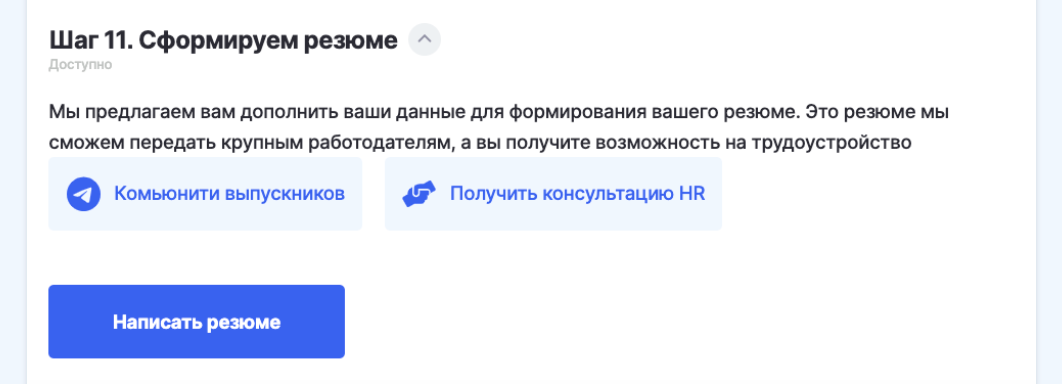 Шаг 11. Сформируем резюме
Доступно
Мы предлагаем вам дополнить ваши данные для формирования вашего резюме. Это резюме мы
сможем передать крупным работодателям, а вы получите возможность на трудоустройство
Комьюнити выпускников
Получить консультацию HR
Написать резюме